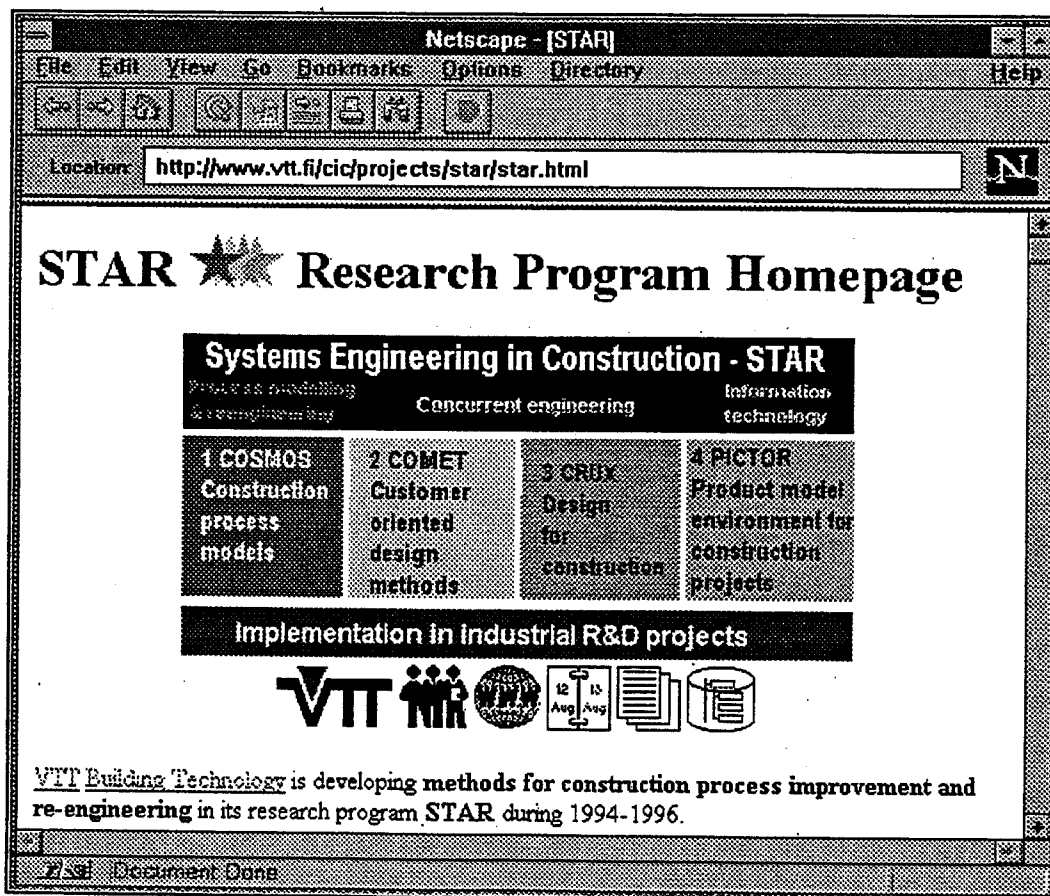 Netscape - [STAR]
File Edit View Go Bookmarks Options Directory Help
Location: http://www.vtt.fi/cic/projects/star/star.html
N
STAR Research Program Homepage
Systems Engineering in Construction - STAR
Process modelling
& reengineering
Concurrent engineering
Information
technology
1 COSMOS
Construction
process
models
2 COMET
Customer
oriented
design
methods
3 CRUX
Design
for
construction
4 PICTOR
Product model
environment for
construction
projects
Implementation in industrial R&D projects
VTT
12 13
Aug Aug
VTT Building Technology is developing methods for construction process improvement and
re-engineering in its research program STAR during 1994-1996.
Document Done